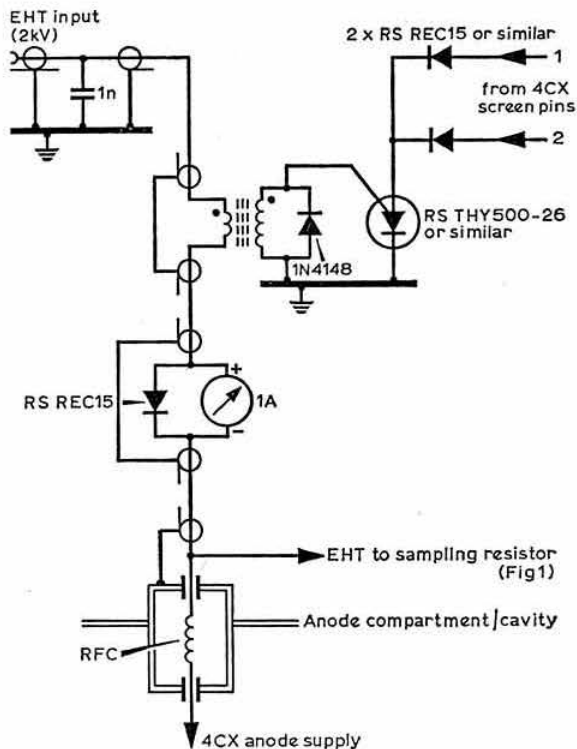 EHT input
(2kV)
1n
2 x RS REC15 or similar
1
from 4CX
screen pins
2
RS THY500-26
or similar
1N4148
RS REC15
+
1A
-
EHT to sampling resistor
(Fig1)
Anode compartment/cavity
RFC
4CX anode supply